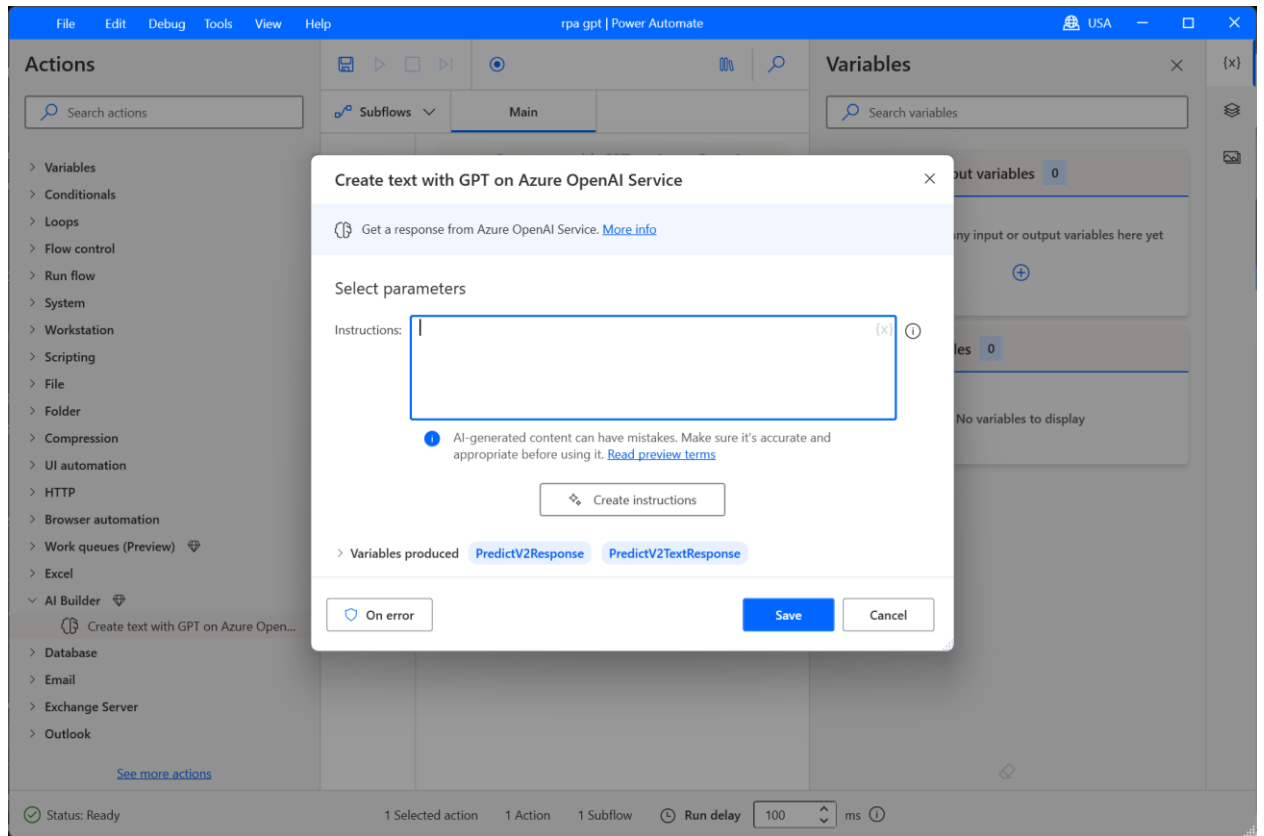 File Edit Debug Tools View Help
rpa gpt | Power Automate
USA
Actions
Search actions
Variables
Conditionals
Loops
Flow control
Run flow
System
Workstation
Scripting
File
Folder
Compression
UI automation
HTTP
Browser automation
Work queues (Preview)
Excel
AI Builder
Create text with GPT on Azure Open...
Database
Email
Exchange Server
Outlook
See more actions
Subflows
Main
Create text with GPT on Azure OpenAI Service
Get a response from Azure OpenAI Service. More info
Select parameters
Instructions:
{x}
AI-generated content can have mistakes. Make sure it's accurate and
appropriate before using it. Read preview terms
Create instructions
Variables produced PredictV2Response PredictV2TextResponse
On error
Save
Cancel
Variables
{x}
Search variables
put variables 0
any input or output variables here yet
les 0
No variables to display
Status: Ready
1 Selected action
1 Action
1 Subflow
Run delay
100
ms